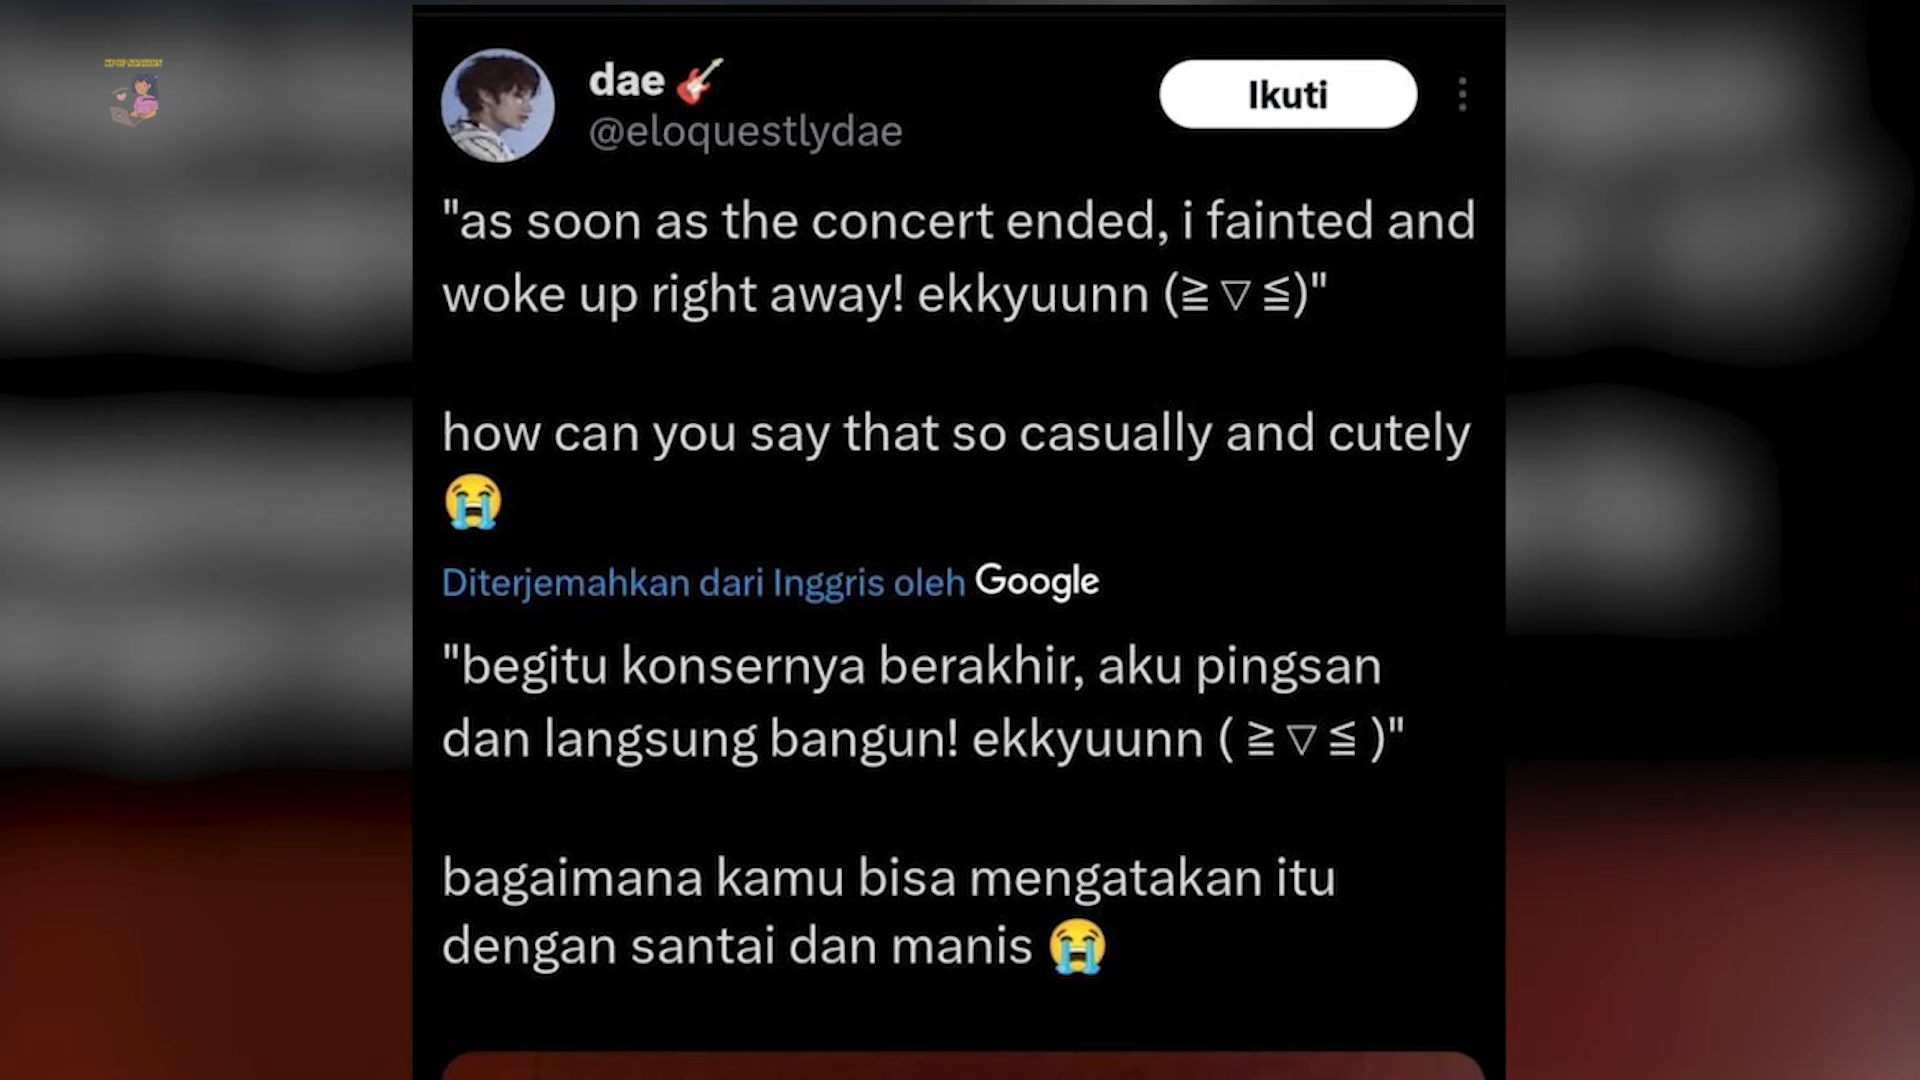 KPOP STATION
dae 🎸
Ikuti
@eloquestlydae
"as soon as the concert ended, i fainted and
woke up right away! ekkyuunn (≧▽≦)"
how can you say that so casually and cutely
😭
Diterjemahkan dari Inggris oleh Google
"begitu konsernya berakhir, aku pingsan
dan langsung bangun! ekkyuunn ( ≧▽≦ )"
bagaimana kamu bisa mengatakan itu
dengan santai dan manis 😭